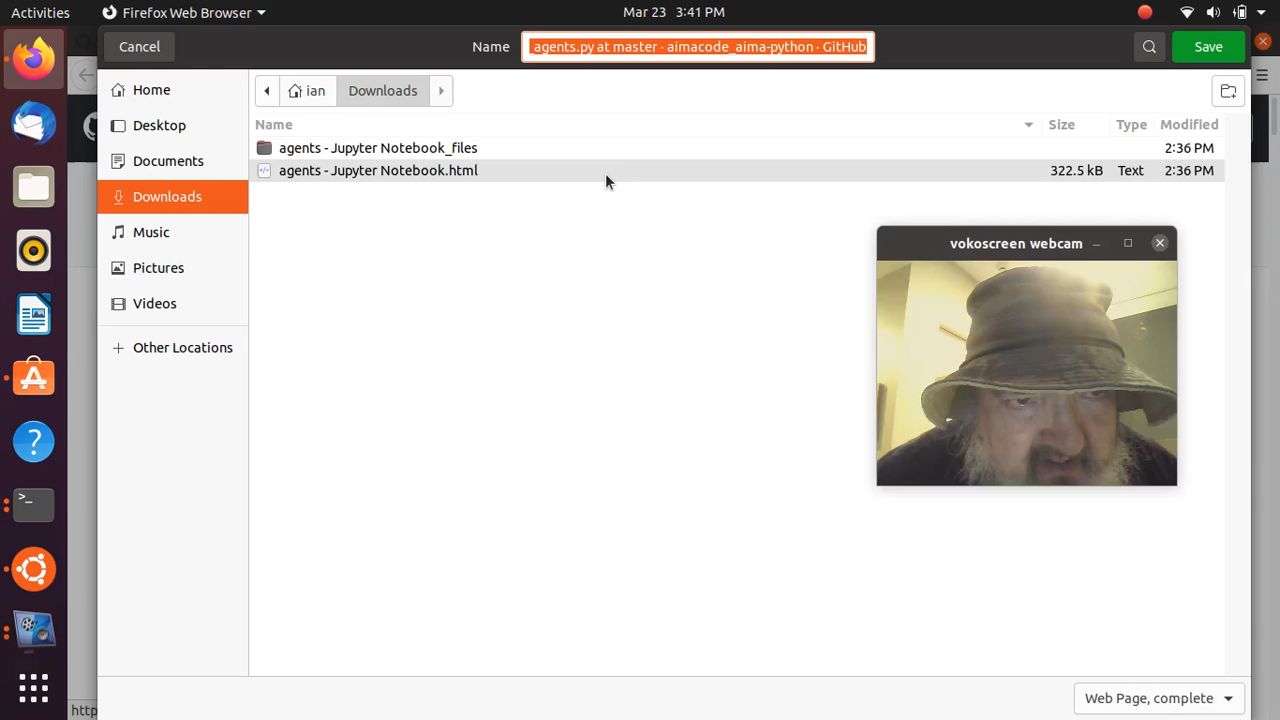 Activities
Firefox Web Browser
Mar 23 3:41 PM
Cancel
Name
agents.py at master · aimacode_aima-python · GitHub
Save
Home
Desktop
Documents
Downloads
Music
Pictures
Videos
Other Locations
ian
Downloads
Name
Size
Type
Modified
agents - Jupyter Notebook_files
2:36 PM
agents - Jupyter Notebook.html
322.5 kB
Text
2:36 PM
vokoscreen webcam
Web Page, complete
http